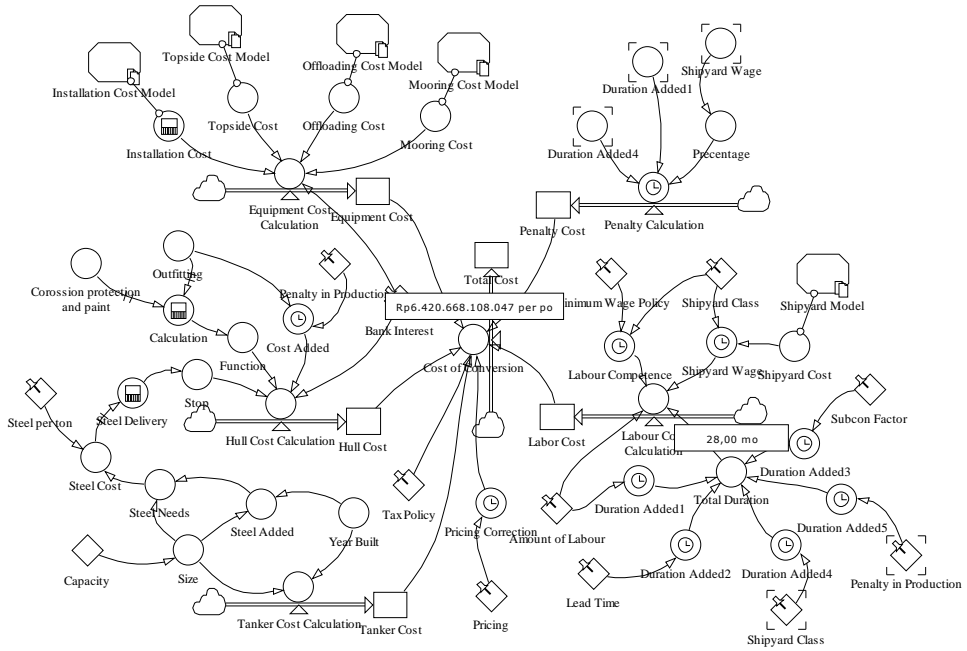 Topside Cost Model
Offloading Cost Model
Mooring Cost Model
Installation Cost Model
Shipyard Wage
Duration Added1
Topside Cost
Offloading Cost
Mooring Cost
Installation Cost
Duration Added4
Precentage
Equipment Cost
Calculation
Equipment Cost
Penalty Cost
Penalty Calculation
Outfitting
Corossion protection
and paint
Penalty in Production
Total Cost
Rp6.420.668.108.047 per po
inimum Wage Policy
Shipyard Class
Shipyard Model
Bank Interest
Calculation
Cost Added
Function
Cost of Conversion
Labour Competence
Shipyard Wage
Shipyard Cost
Stop
Steel Delivery
Steel per ton
Hull Cost Calculation
Hull Cost
Labor Cost
Labour Co
Calculation
28,00 mo
Subcon Factor
Duration Added3
Steel Cost
Steel Needs
Steel Added
Year Built
Tax Policy
Pricing Correction
Amount of Labour
Duration Added1
Total Duration
Duration Added5
Capacity
Size
Duration Added2
Duration Added4
Penalty in Production
Lead Time
Tanker Cost Calculation
Tanker Cost
Pricing
Shipyard Class